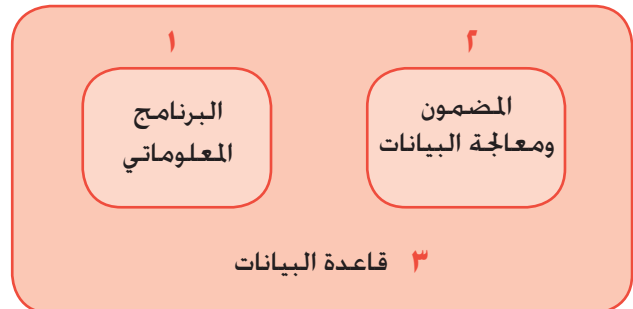 ١
البرنامج
المعلوماتي
٢
المضمون
ومعالجة البيانات
٣ قاعدة البيانات